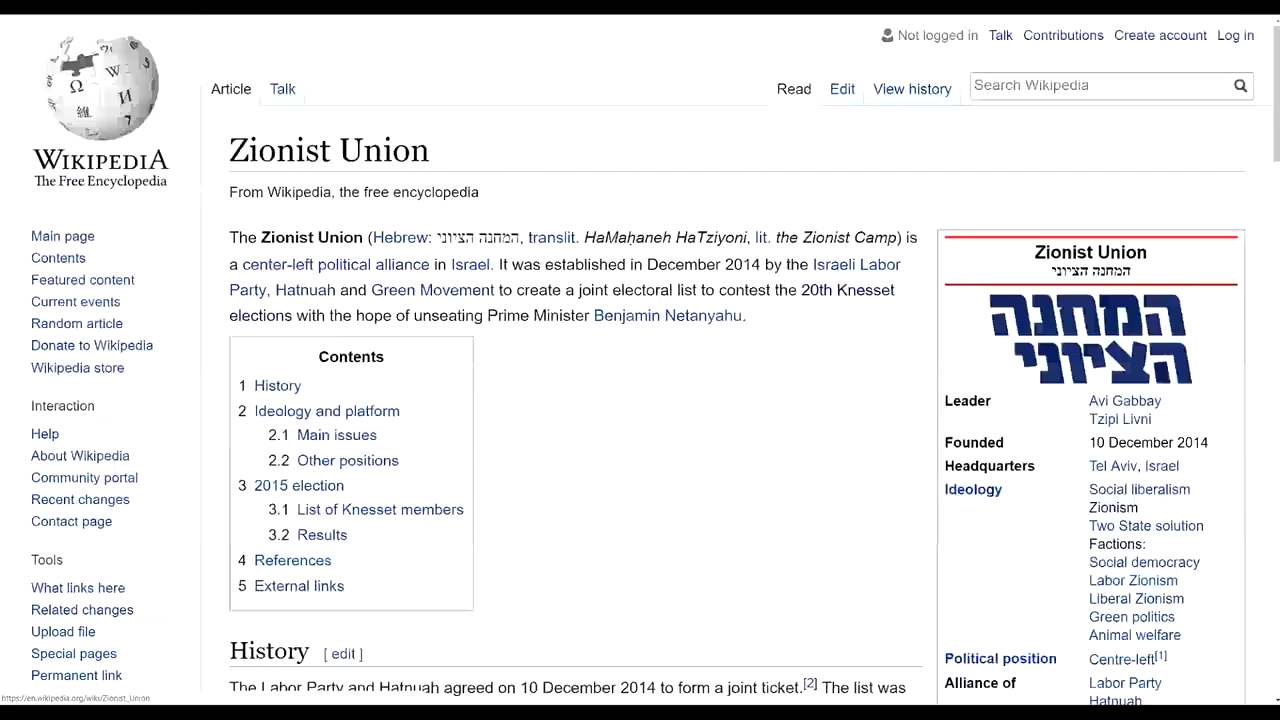 Not logged in Talk Contributions Create account Log in
Article Talk Read Edit View history Search Wikipedia
WIKIPEDIA
The Free Encyclopedia
Main page
Contents
Featured content
Current events
Random article
Donate to Wikipedia
Wikipedia store
Interaction
Help
About Wikipedia
Community portal
Recent changes
Contact page
Tools
What links here
Related changes
Upload file
Special pages
Permanent link
Zionist Union
From Wikipedia, the free encyclopedia
The Zionist Union (Hebrew: המחנה הציוני, translit. HaMaḥaneh HaTziyoni, lit. the Zionist Camp) is
a center-left political alliance in Israel. It was established in December 2014 by the Israeli Labor
Party, Hatnuah and Green Movement to create a joint electoral list to contest the 20th Knesset
elections with the hope of unseating Prime Minister Benjamin Netanyahu.
Contents
1 History
2 Ideology and platform
2.1 Main issues
2.2 Other positions
3 2015 election
3.1 List of Knesset members
3.2 Results
4 References
5 External links
History [ edit ]
The Labor Party and Hatnuah agreed on 10 December 2014 to form a joint ticket.[2] The list was
Zionist Union
המחנה הציוני
המחנה
הציוני
Leader Avi Gabbay
Tzipi Livni
Founded 10 December 2014
Headquarters Tel Aviv, Israel
Ideology Social liberalism
Zionism
Two State solution
Factions:
Social democracy
Labor Zionism
Liberal Zionism
Green politics
Animal welfare
Political position Centre-left[1]
Alliance of Labor Party
Hatnuah
https://en.wikipedia.org/wiki/Zionist_Union